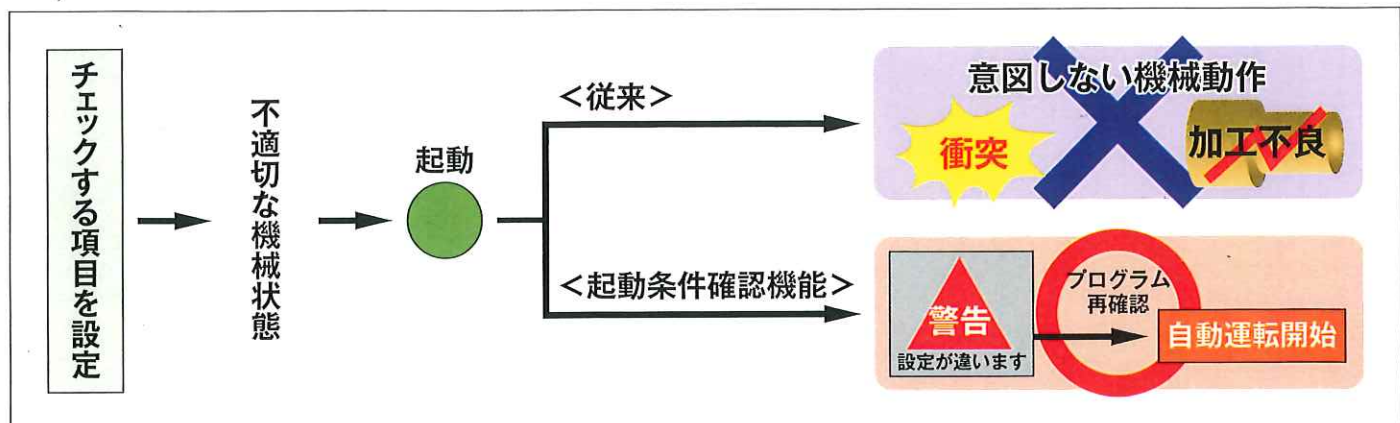 チェックする項目を設定
不適切な機械状態
起動
＜従来＞
意図しない機械動作
衝突
加工不良
＜起動条件確認機能＞
警告
設定が違います
プログラム
再確認
自動運転開始